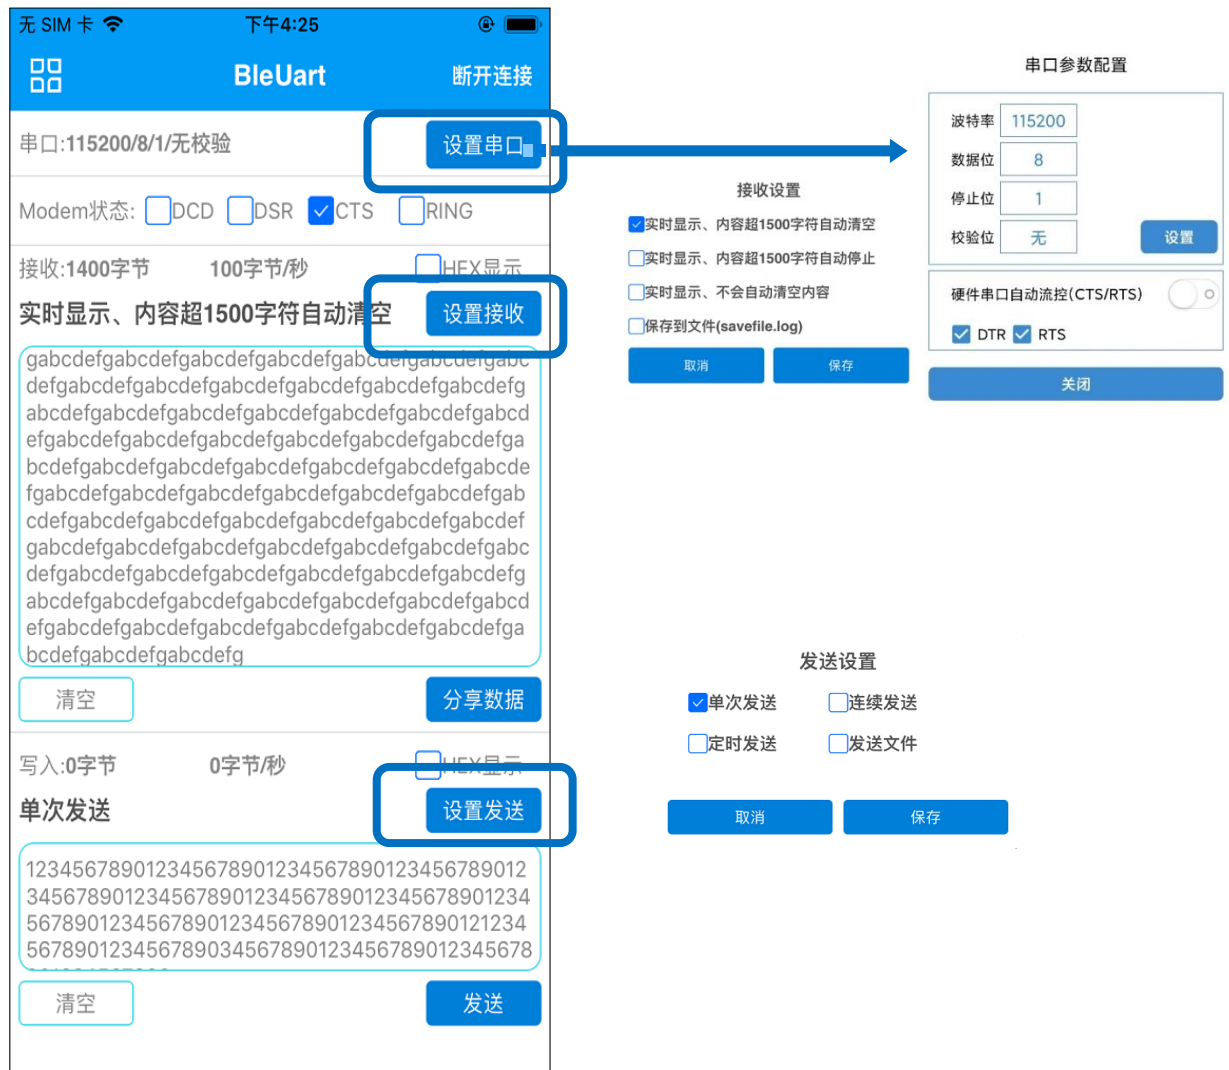 无 SIM 卡
下午4:25
BleUart
断开连接
串口:115200/8/1/无校验
设置串口
Modem状态:
DCD
DSR
CTS
RING
接收:1400字节
100字节/秒
HEX显示
实时显示、内容超1500字符自动清空
设置接收
gabcdefgabcdefgabcdefgabcdefgabcdefgabcdefgabc
defgabcdefgabcdefgabcdefgabcdefgabcdefgabcdefg
abcdefgabcdefgabcdefgabcdefgabcdefgabcdefgabcd
efgabcdefgabcdefgabcdefgabcdefgabcdefgabcdefga
bcdefgabcdefgabcdefgabcdefgabcdefgabcdefgabcde
fgabcdefgabcdefgabcdefgabcdefgabcdefgabcdefgab
cdefgabcdefgabcdefgabcdefgabcdefgabcdefgabcdef
gabcdefgabcdefgabcdefgabcdefgabcdefgabcdefgabc
defgabcdefgabcdefgabcdefgabcdefgabcdefgabcdefg
abcdefgabcdefgabcdefgabcdefgabcdefgabcdefgabcd
efgabcdefgabcdefgabcdefgabcdefgabcdefgabcdefga
bcdefgabcdefgabcdefg
清空
分享数据
写入:0字节
0字节/秒
HEX显示
单次发送
设置发送
123456789012345678901234567890123456789012
345678901234567890123456789012345678901234
567890123456789012345678901234567890121234
567890123456789034567890123456789012345678
清空
发送
接收设置
实时显示、内容超1500字符自动清空
实时显示、内容超1500字符自动停止
实时显示、不会自动清空内容
保存到文件(savefile.log)
取消
保存
串口参数配置
波特率 115200
数据位 8
停止位 1
校验位 无
设置
硬件串口自动流控(CTS/RTS)
DTR
RTS
关闭
发送设置
单次发送
连续发送
定时发送
发送文件
取消
保存